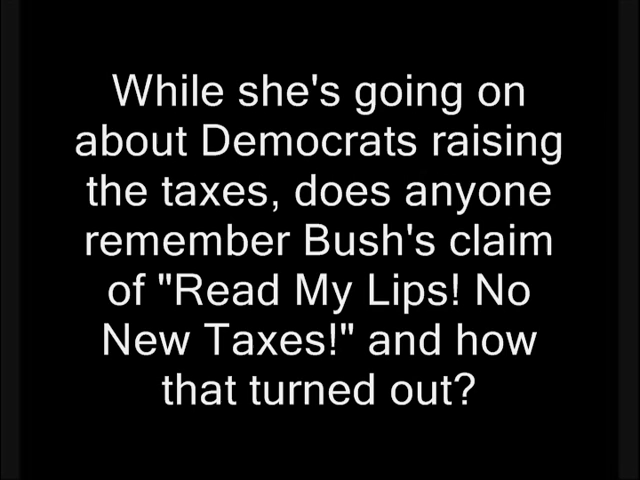 While she's going on
about Democrats raising
the taxes, does anyone
remember Bush's claim
of "Read My Lips! No
New Taxes!" and how
that turned out?